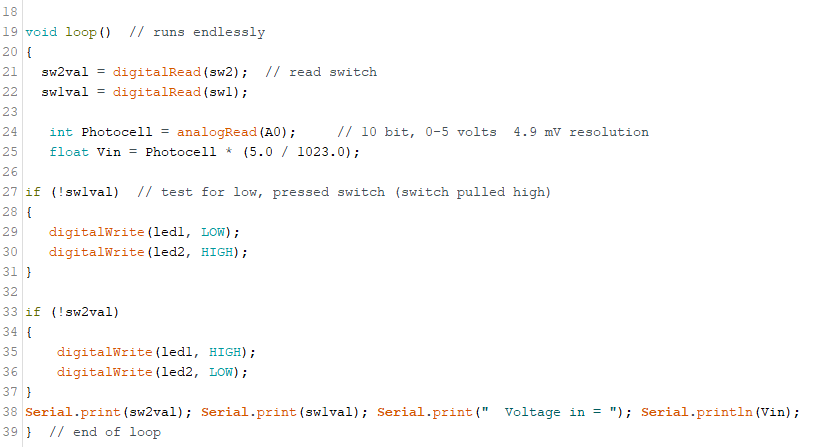 18
19 void loop()  // runs endlessly
20 {
21   sw2val = digitalRead(sw2);  // read switch
22   sw1val = digitalRead(sw1);
23
24    int Photocell = analogRead(A0);     // 10 bit, 0-5 volts  4.9 mV resolution
25    float Vin = Photocell * (5.0 / 1023.0);
26
27 if (!sw1val)  // test for low, pressed switch (switch pulled high)
28 {
29    digitalWrite(led1, LOW);
30    digitalWrite(led2, HIGH);
31 }
32
33 if (!sw2val)
34 {
35     digitalWrite(led1, HIGH);
36     digitalWrite(led2, LOW);
37 }
38 Serial.print(sw2val); Serial.print(sw1val); Serial.print("  Voltage in = "); Serial.println(Vin);
39 }  // end of loop